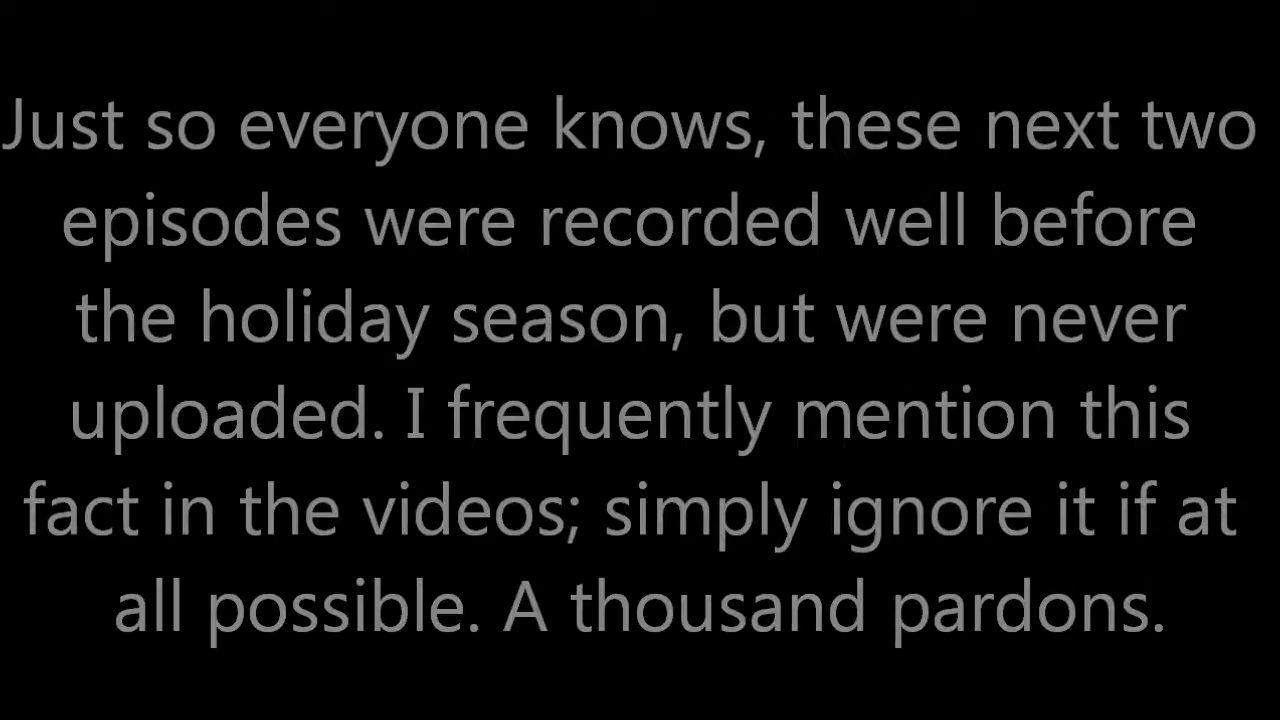 Just so everyone knows, these next two
episodes were recorded well before
the holiday season, but were never
uploaded. I frequently mention this
fact in the videos; simply ignore it if at
all possible. A thousand pardons.